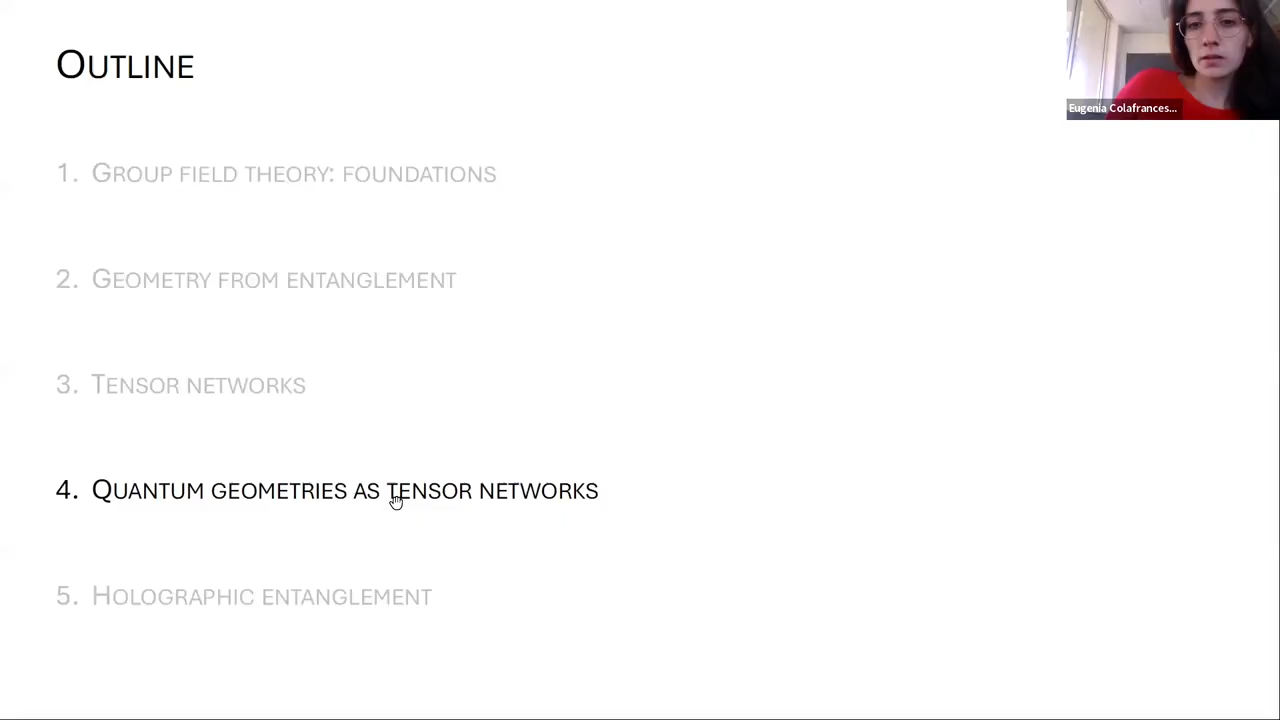 OUTLINE
Eugenia Colafrances...
1. GROUP FIELD THEORY: FOUNDATIONS
2. GEOMETRY FROM ENTANGLEMENT
3. TENSOR NETWORKS
4. QUANTUM GEOMETRIES AS TENSOR NETWORKS
5. HOLOGRAPHIC ENTANGLEMENT